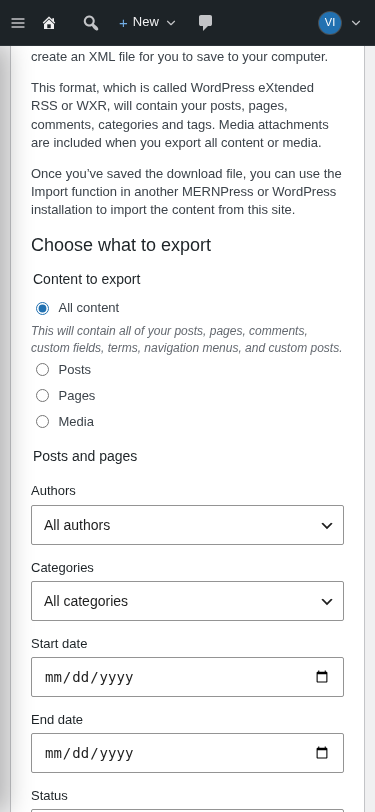 New
VI
create an XML file for you to save to your computer.
This format, which is called WordPress eXtended
RSS or WXR, will contain your posts, pages,
comments, categories and tags. Media attachments
are included when you export all content or media.
Once you’ve saved the download file, you can use the
Import function in another MERNPress or WordPress
installation to import the content from this site.
Choose what to export
Content to export
All content
This will contain all of your posts, pages, comments,
custom fields, terms, navigation menus, and custom posts.
Posts
Pages
Media
Posts and pages
Authors
All authors
Categories
All categories
Start date
mm/dd/yyyy
End date
mm/dd/yyyy
Status